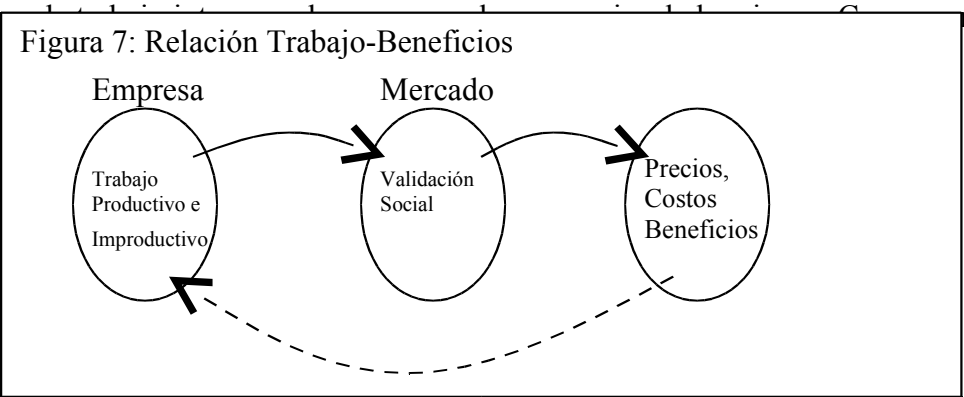 Figura 7: Relación Trabajo-Beneficios
Empresa
Mercado
Trabajo
Productivo e
Improductivo
Validación
Social
Precios,
Costos
Beneficios